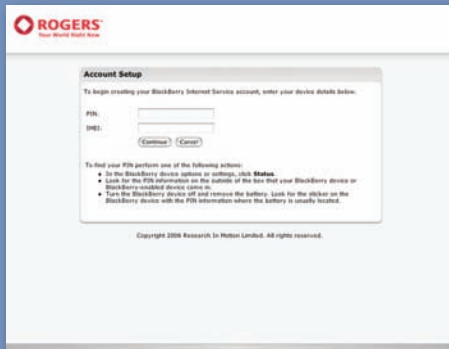 ROGERS™
Your World Right Now
Account Setup
To begin creating your BlackBerry Internet Service account, enter your device details below.
PIN:
IMEI:
Continue Cancel
To find your PIN perform one of the following actions:
• In the BlackBerry device options or settings, click Status.
• Look for the PIN information on the outside of the box that your BlackBerry device or
BlackBerry-enabled device came in.
• Turn the BlackBerry device off and remove the battery. Look for the sticker on the
BlackBerry device with the PIN information where the battery is usually located.
Copyright 2006 Research In Motion Limited. All rights reserved.